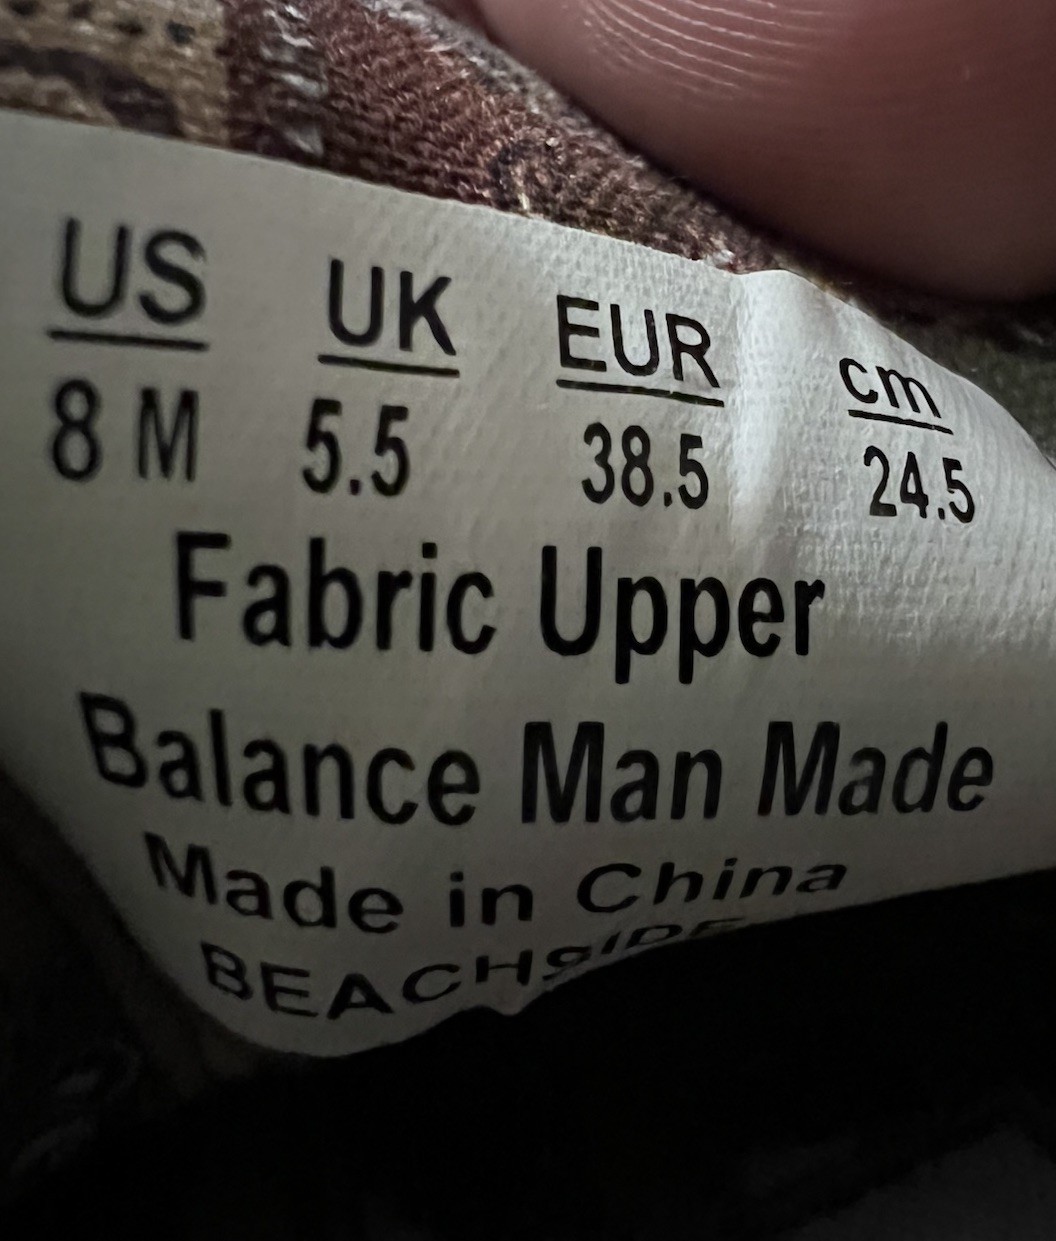 US UK EUR cm
8 M 5.5 38.5 24.5
Fabric Upper
Balance Man Made
Made in China
BEACHSIDE